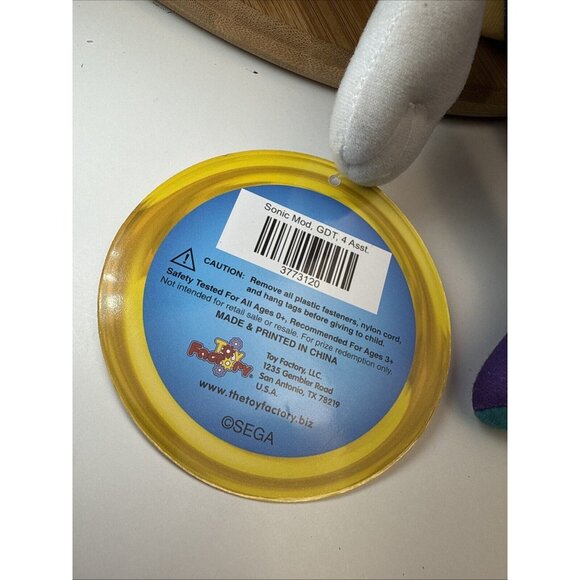 Sonic Mod, GDT, 4 Asst.
3773120
CAUTION: Remove all plastic fasteners, nylon cord,
and hang tags before giving to child.
Safety Tested For All Ages 0+, Recommended For Ages 3+
Not intended for retail sale or resale. For prize redemption only.
MADE & PRINTED IN CHINA
TOY
FACTORY
Toy Factory, LLC.
1235 Gembler Road
San Antonio, TX 78219
U.S.A.
www.thetoyfactory.biz
©SEGA